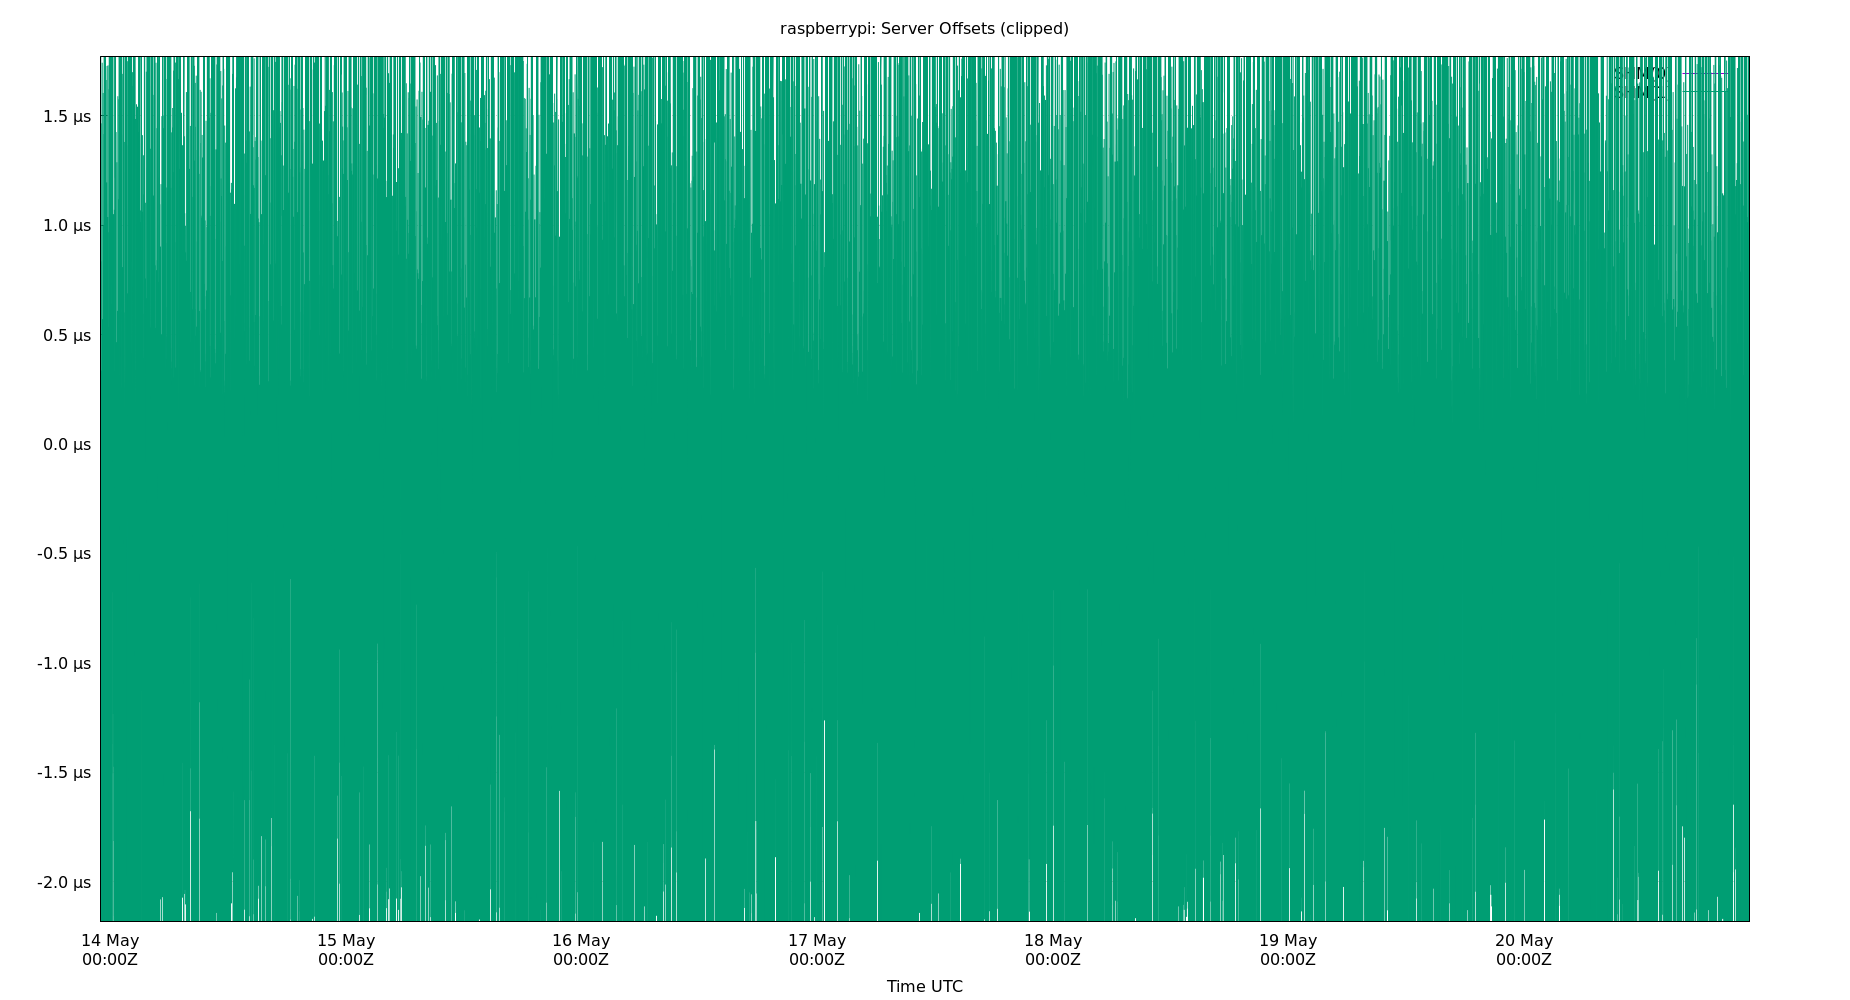 raspberrypi: Server Offsets (clipped)
SHM(0)
1.5 µs
1.0 µs
0.5 µs
0.0 µs
-0.5 µs
-1.0 µs
-1.5 µs
-2.0 µs
14 May
00:00Z
15 May
00:00Z
16 May
00:00Z
17 May
00:00Z
18 May
00:00Z
19 May
00:00Z
20 May
00:00Z
Time UTC